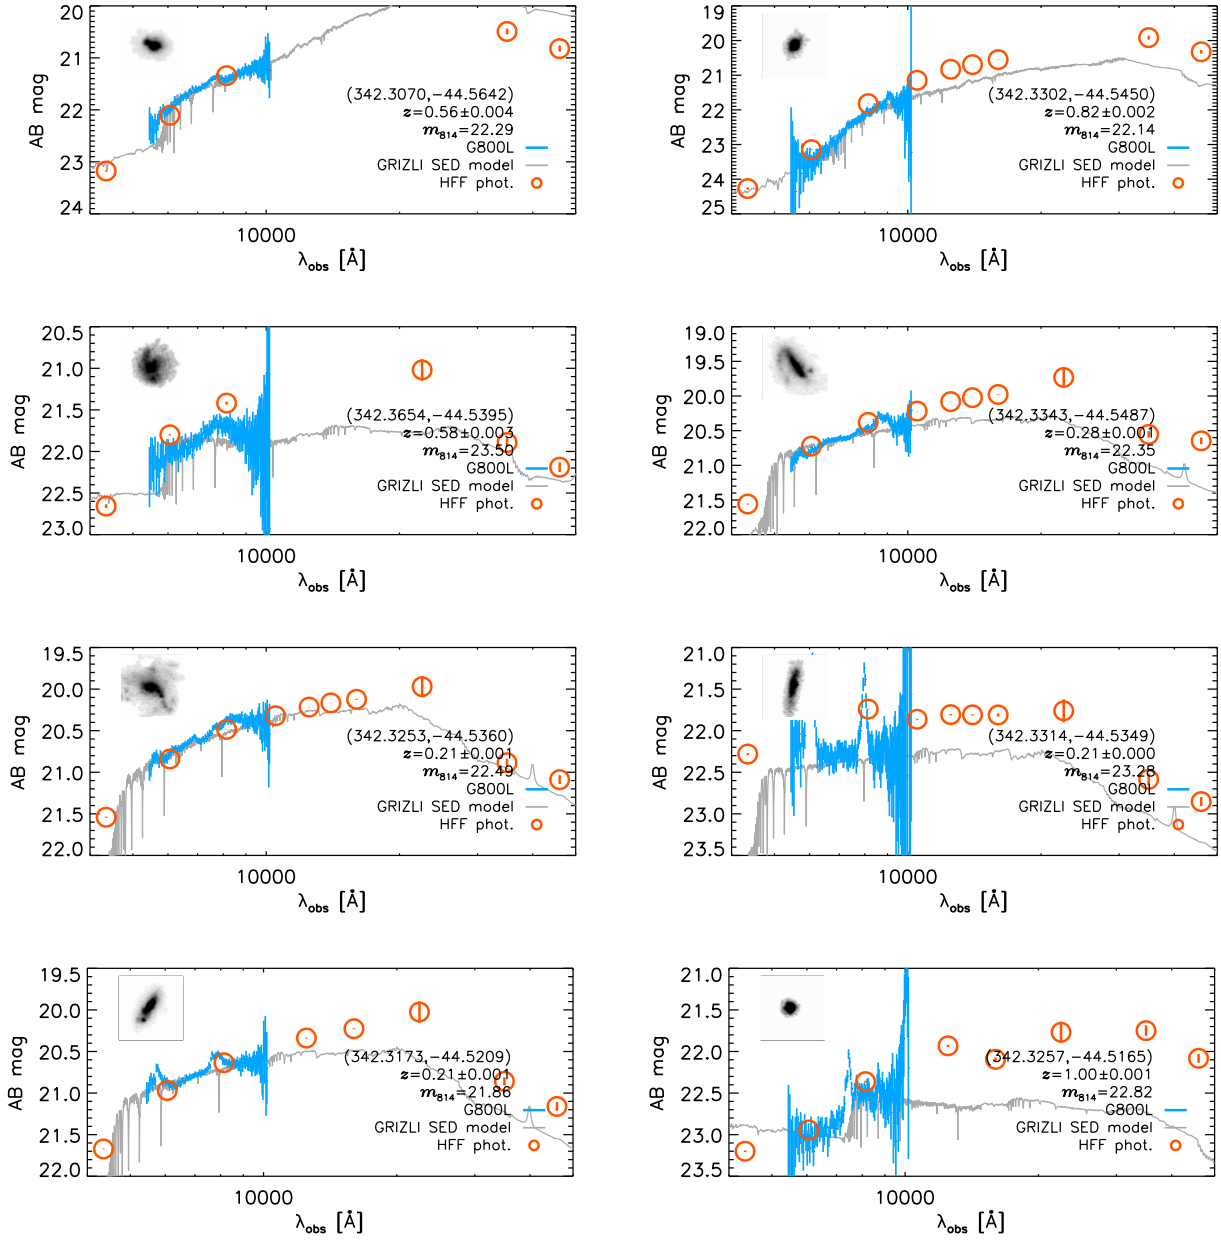 20
21
22
23
24
AB mag
(342.3070,−44.5642)
z=0.56±0.004
m814=22.29
G800L
GRIZLI SED model
HFF phot.
10000
λobs [Å]
19
20
21
22
23
24
25
AB mag
(342.3302,−44.5450)
z=0.82±0.002
m814=22.14
G800L
GRIZLI SED model
HFF phot.
10000
λobs [Å]
20.5
21.0
21.5
22.0
22.5
23.0
AB mag
(342.3654,−44.5395)
z=0.58±0.003
m814=23.50
G800L
GRIZLI SED model
HFF phot.
10000
λobs [Å]
19.0
19.5
20.0
20.5
21.0
21.5
22.0
AB mag
(342.3343,−44.5487)
z=0.28±0.001
m814=22.35
G800L
GRIZLI SED model
HFF phot.
10000
λobs [Å]
19.5
20.0
20.5
21.0
21.5
22.0
AB mag
(342.3253,−44.5360)
z=0.21±0.001
m814=22.49
G800L
GRIZLI SED model
HFF phot.
10000
λobs [Å]
21.0
21.5
22.0
22.5
23.0
23.5
AB mag
(342.3314,−44.5349)
z=0.21±0.000
m814=23.28
G800L
GRIZLI SED model
HFF phot.
10000
λobs [Å]
19.5
20.0
20.5
21.0
21.5
22.0
AB mag
(342.3173,−44.5209)
z=0.21±0.001
m814=21.86
G800L
GRIZLI SED model
HFF phot.
10000
λobs [Å]
21.0
21.5
22.0
22.5
23.0
23.5
AB mag
(342.3257,−44.5165)
z=1.00±0.001
m814=22.82
G800L
GRIZLI SED model
HFF phot.
10000
λobs [Å]